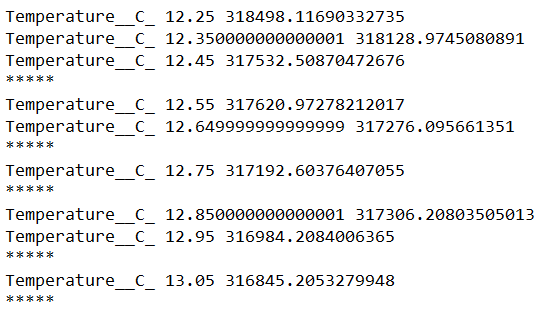 Temperature__C_ 12.25 318498.11690332735
Temperature__C_ 12.350000000000001 318128.9745080891
Temperature__C_ 12.45 317532.50870472676
*****
Temperature__C_ 12.55 317620.97278212017
Temperature__C_ 12.649999999999999 317276.095661351
*****
Temperature__C_ 12.75 317192.60376407055
*****
Temperature__C_ 12.850000000000001 317306.20803505013
Temperature__C_ 12.95 316984.2084006365
*****
Temperature__C_ 13.05 316845.2053279948
*****